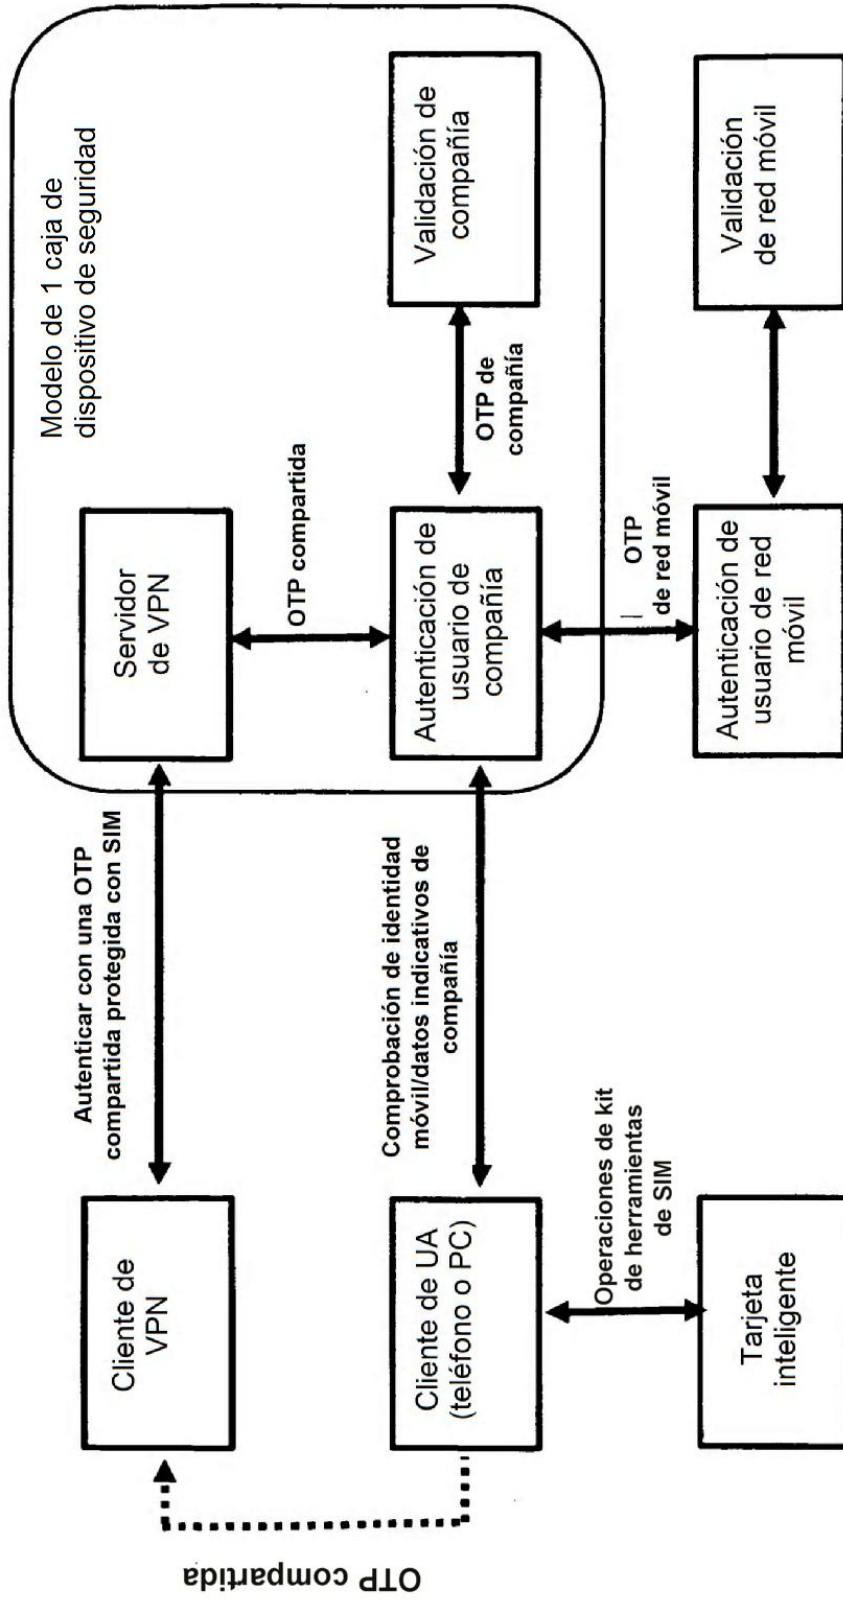 Modelo de 1 caja de
dispositivo de seguridad
Autenticar con una OTP
compartida protegida con SIM
Cliente de
VPN
Servidor
de VPN
OTP compartida
OTP compartida
Comprobación de identidad
móvil/datos indicativos de
compañía
Cliente de UA
(teléfono o PC)
Autenticación de
usuario de
compañía
OTP de
compañía
Validación de
compañía
Operaciones de kit
de herramientas
de SIM
OTP
de red móvil
Tarjeta
inteligente
Autenticación de
usuario de red
móvil
Validación
de red móvil